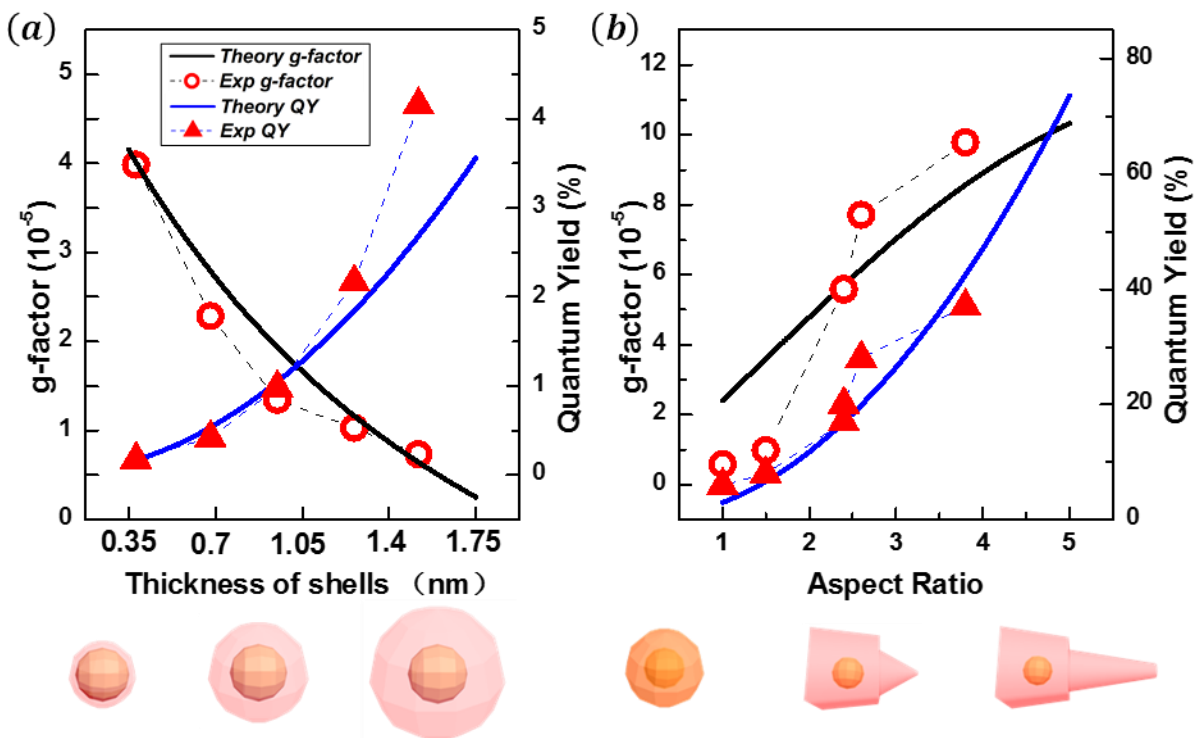 (a)
Theory g-factor
Exp g-factor
Theory QY
Exp QY
g-factor (10⁻⁵)
5
4
3
2
1
0
Quantum Yield (%)
5
4
3
2
1
0
0.35 0.7 1.05 1.4 1.75
Thickness of shells （nm）
(b)
g-factor (10⁻⁵)
12
10
8
6
4
2
0
Quantum Yield (%)
80
60
40
20
0
1 2 3 4 5
Aspect Ratio